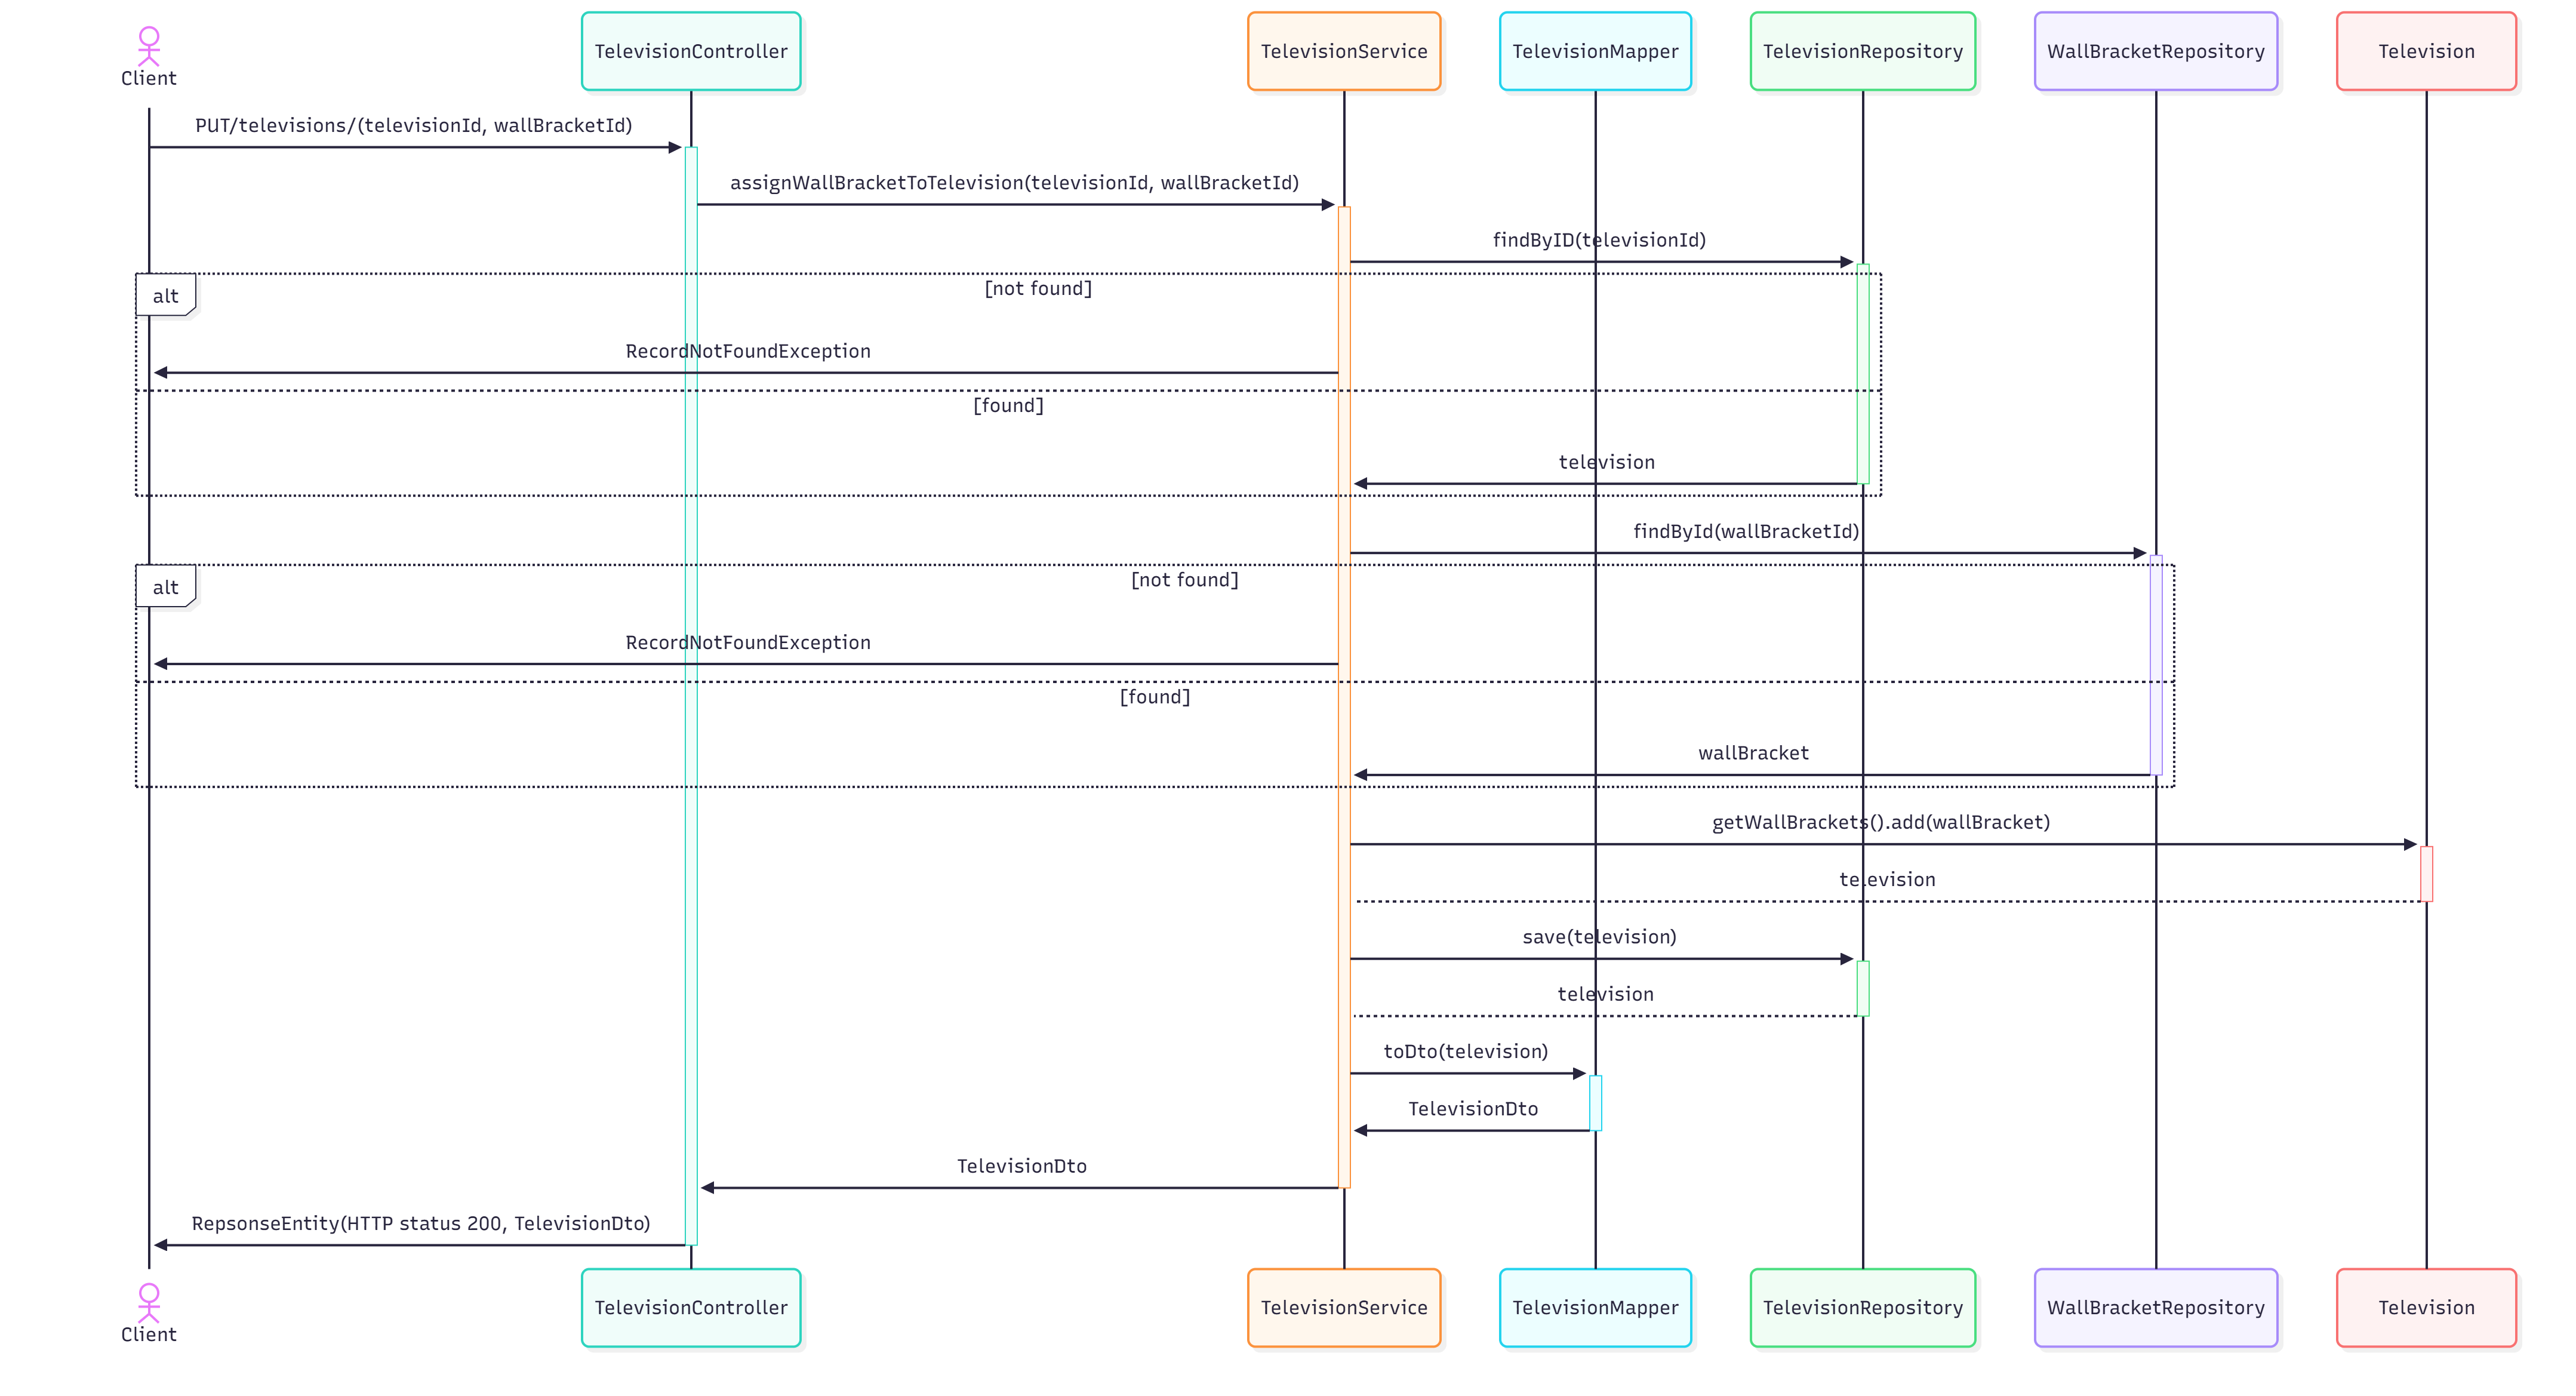 Client
TelevisionController
TelevisionService
TelevisionMapper
TelevisionRepository
WallBracketRepository
Television
PUT/televisions/(televisionId, wallBracketId)
assignWallBracketToTelevision(televisionId, wallBracketId)
findByID(televisionId)
alt
[not found]
RecordNotFoundException
[found]
television
findById(wallBracketId)
alt
[not found]
RecordNotFoundException
[found]
wallBracket
getWallBrackets().add(wallBracket)
television
save(television)
television
toDto(television)
TelevisionDto
TelevisionDto
RepsonseEntity(HTTP status 200, TelevisionDto)
Client
TelevisionController
TelevisionService
TelevisionMapper
TelevisionRepository
WallBracketRepository
Television